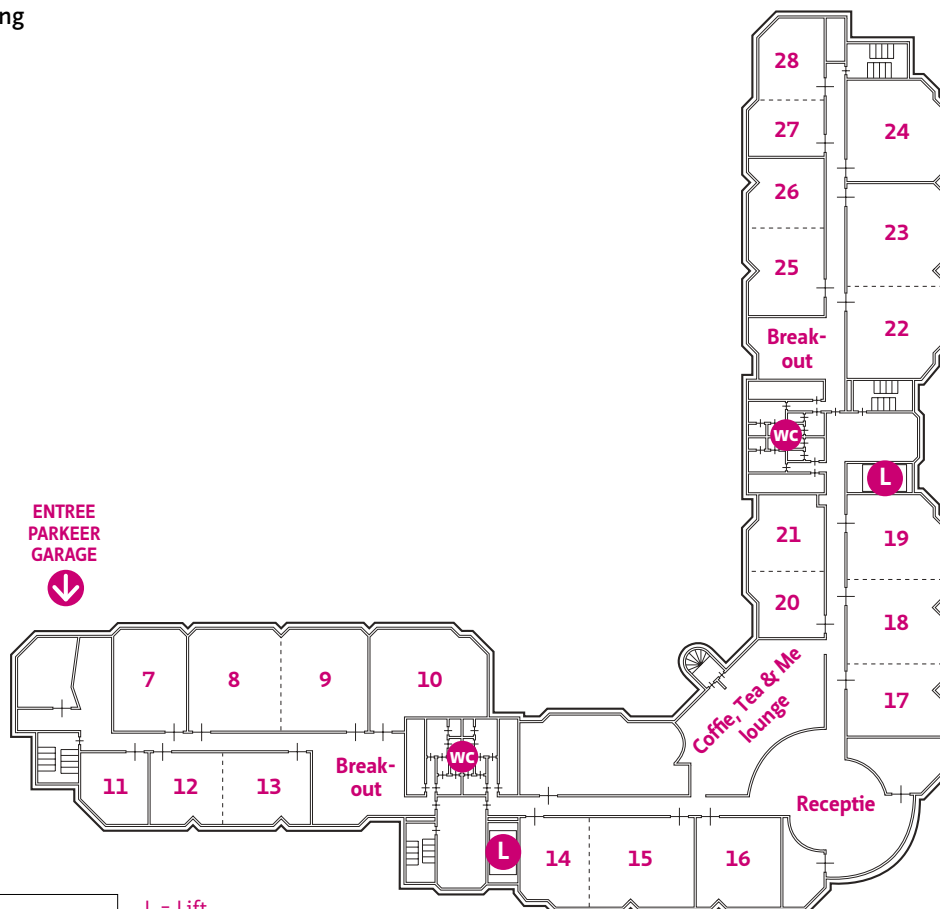 ng
28
27
24
26
23
25
22
Break-
out
wc
L
ENTREE
PARKEER
GARAGE
21
19
20
18
17
7
8
9
10
Coffie, Tea & Me
lounge
11
12
13
Break-
out
wc
Receptie
L
14
15
16
L = Lift